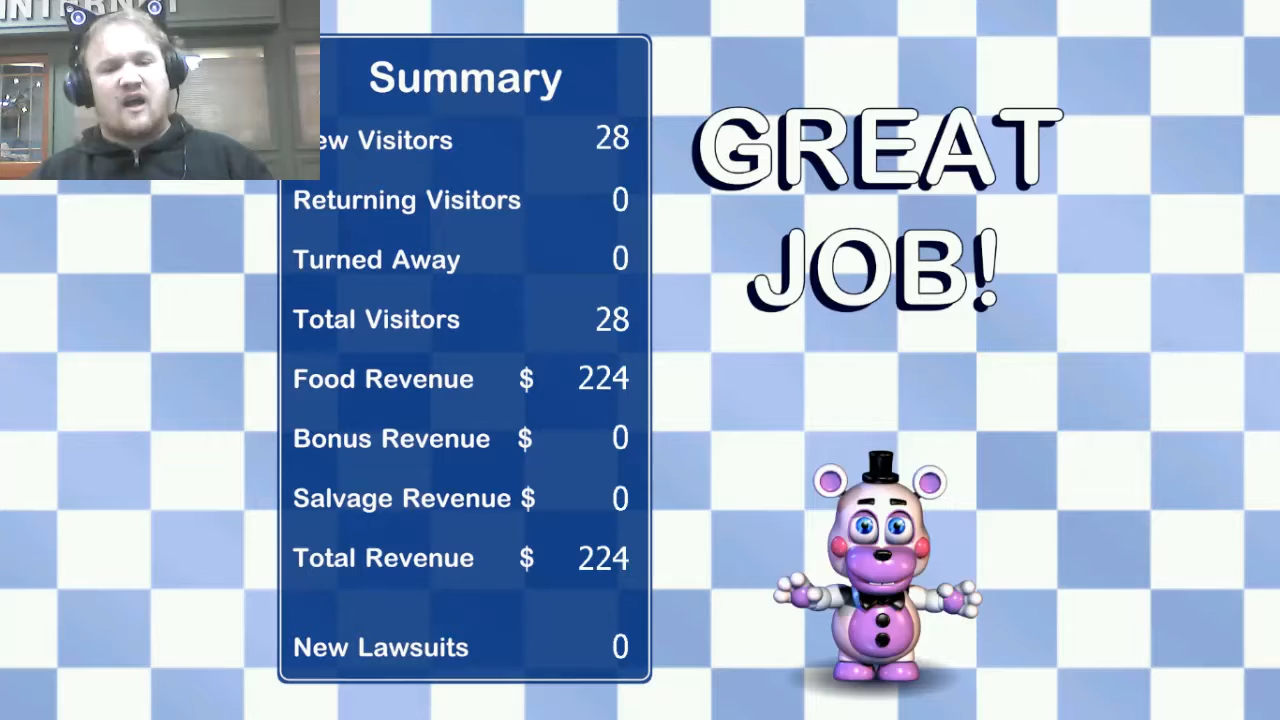 INTERNET
Summary
ew Visitors 28
Returning Visitors 0
Turned Away 0
Total Visitors 28
Food Revenue $ 224
Bonus Revenue $ 0
Salvage Revenue $ 0
Total Revenue $ 224
New Lawsuits 0
GREAT
JOB!